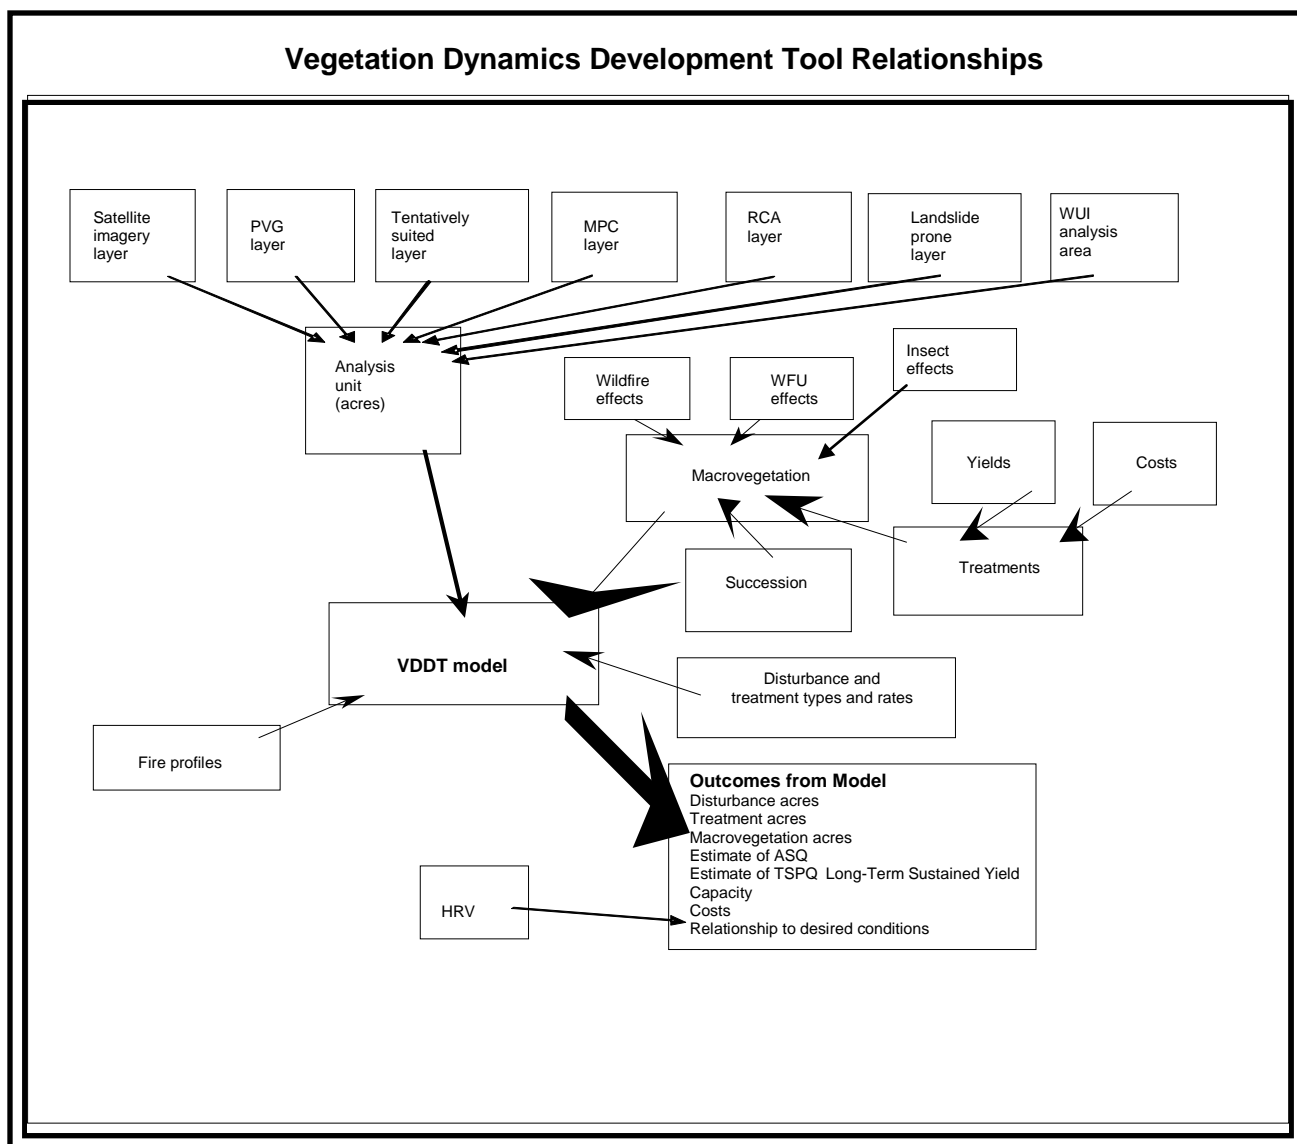 Vegetation Dynamics Development Tool Relationships
Satellite
imagery
layer
PVG
layer
Tentatively
suited
layer
MPC
layer
RCA
layer
Landslide
prone
layer
WUI
analysis
area
Analysis
unit
(acres)
Wildfire
effects
WFU
effects
Insect
effects
Macrovegetation
Yields
Costs
Succession
Treatments
VDDT model
Disturbance and
treatment types and rates
Fire profiles
Outcomes from Model
Disturbance acres
Treatment acres
Macrovegetation acres
Estimate of ASQ
Estimate of TSPQ Long-Term Sustained Yield
Capacity
Costs
Relationship to desired conditions
HRV